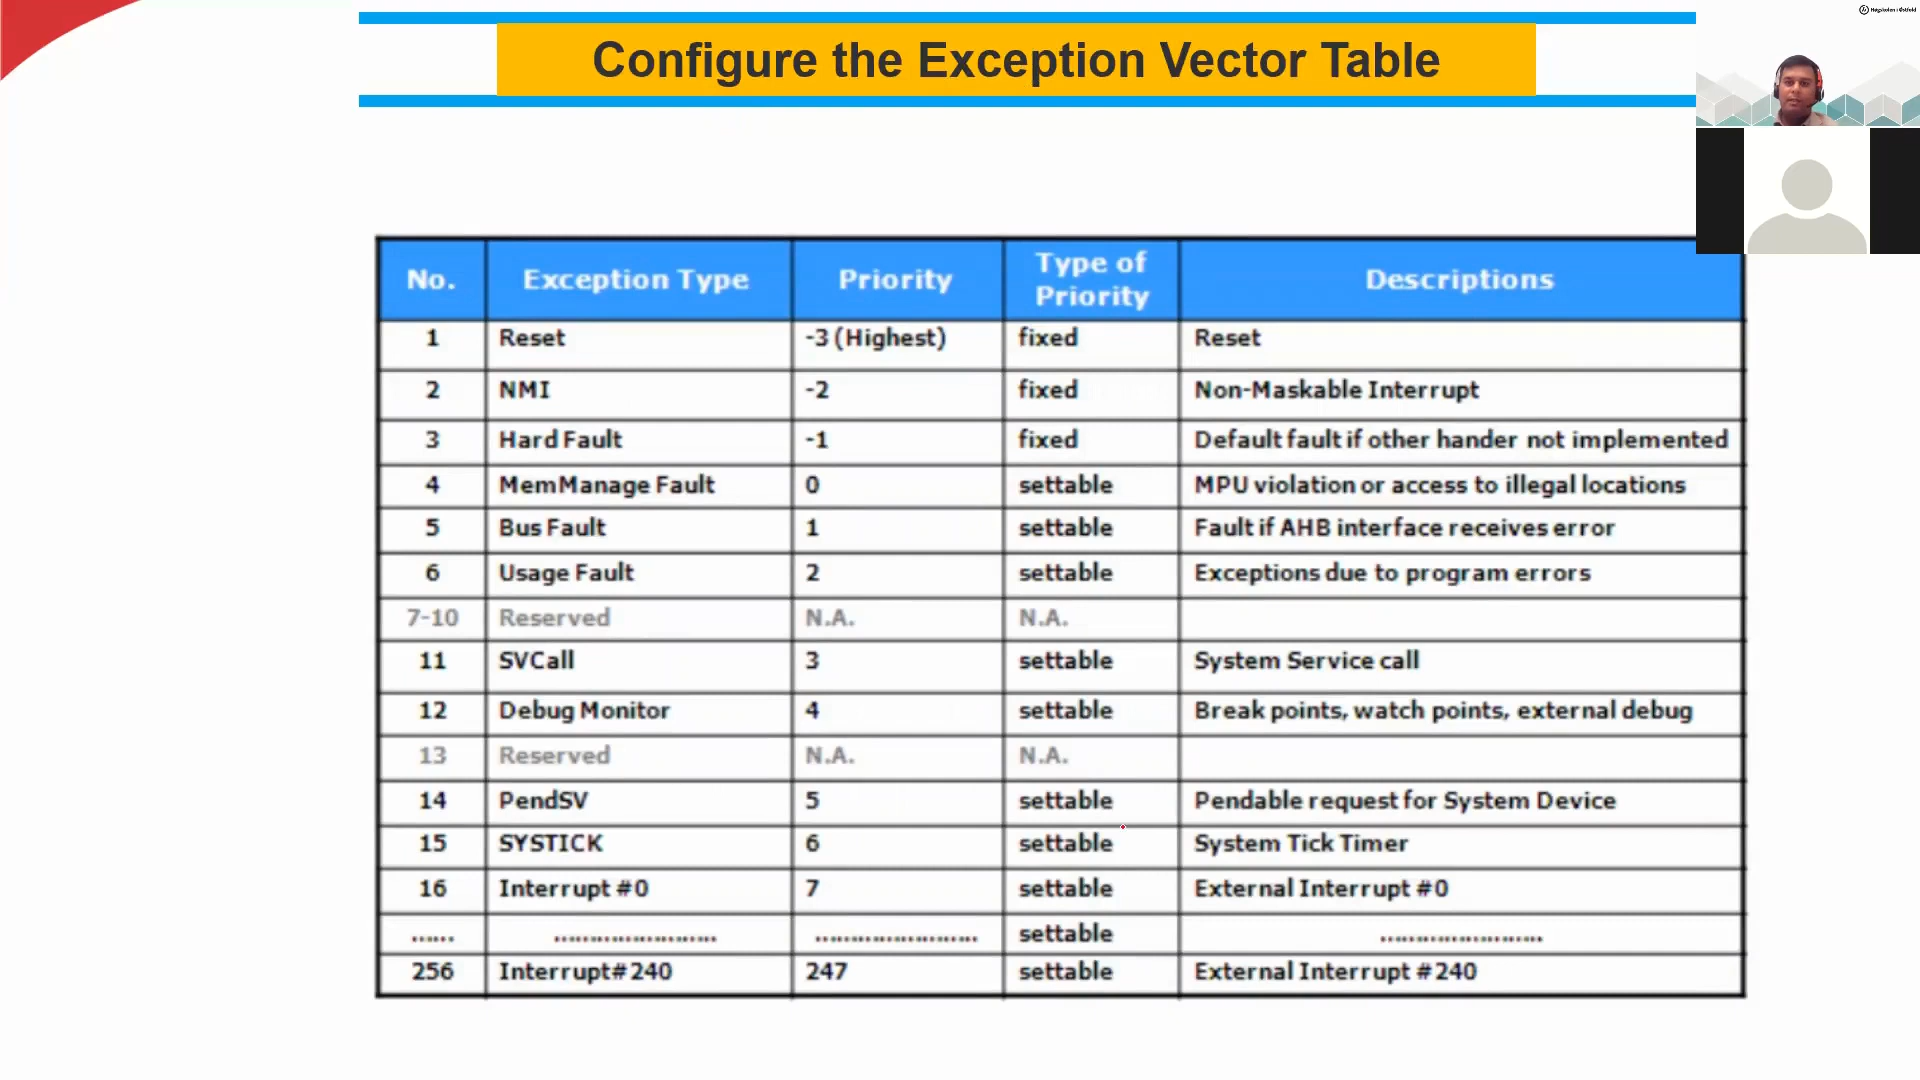 Høgskolen i Østfold
Configure the Exception Vector Table
No. Exception Type Priority Type of Priority Descriptions
1 Reset -3 (Highest) fixed Reset
2 NMI -2 fixed Non-Maskable Interrupt
3 Hard Fault -1 fixed Default fault if other hander not implemented
4 MemManage Fault 0 settable MPU violation or access to illegal locations
5 Bus Fault 1 settable Fault if AHB interface receives error
6 Usage Fault 2 settable Exceptions due to program errors
7-10 Reserved N.A. N.A.
11 SVCall 3 settable System Service call
12 Debug Monitor 4 settable Break points, watch points, external debug
13 Reserved N.A. N.A.
14 PendSV 5 settable Pendable request for System Device
15 SYSTICK 6 settable System Tick Timer
16 Interrupt #0 7 settable External Interrupt #0
...... ....................... ....................... settable .......................
256 Interrupt#240 247 settable External Interrupt #240